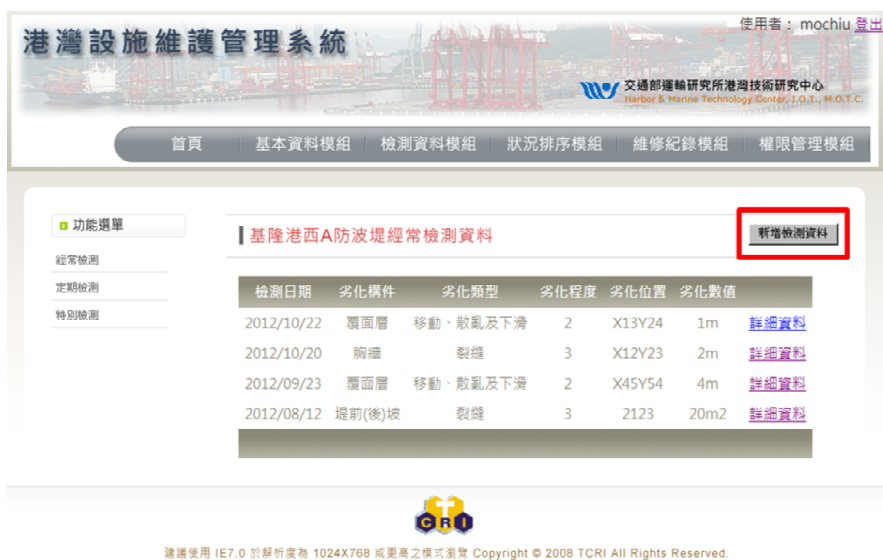 使用者： mochiu 登出
港灣設施維護管理系統
交通部運輸研究所港灣技術研究中心
Harbor & Marine Technology Center, I.O.T., M.O.T.C.
首頁 基本資料模組 檢測資料模組 狀況排序模組 維修紀錄模組 權限管理模組
功能選單
經常檢測
定期檢測
特別檢測
基隆港西A防波堤經常檢測資料
新增檢測資料
檢測日期 劣化構件 劣化類型 劣化程度 劣化位置 劣化數值
2012/10/22 覆面層 移動、散亂及下滑 2 X13Y24 1m 詳細資料
2012/10/20 胸牆 裂縫 3 X12Y23 2m 詳細資料
2012/09/23 覆面層 移動、散亂及下滑 2 X45Y54 4m 詳細資料
2012/08/12 堤前(後)坡 裂縫 3 2123 20m2 詳細資料
CRI
建議使用 IE7.0 於解析度為 1024X768 或更高之模式瀏覽 Copyright © 2008 TCRI All Rights Reserved.